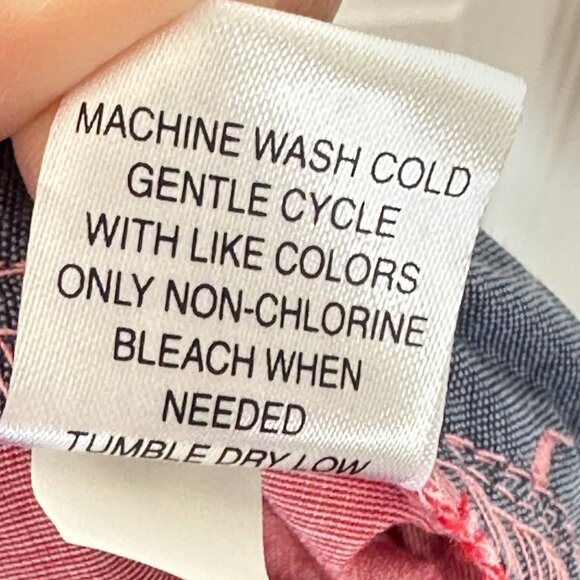 MACHINE WASH COLD
GENTLE CYCLE
WITH LIKE COLORS
ONLY NON-CHLORINE
BLEACH WHEN
NEEDED
TUMBLE DRY LOW